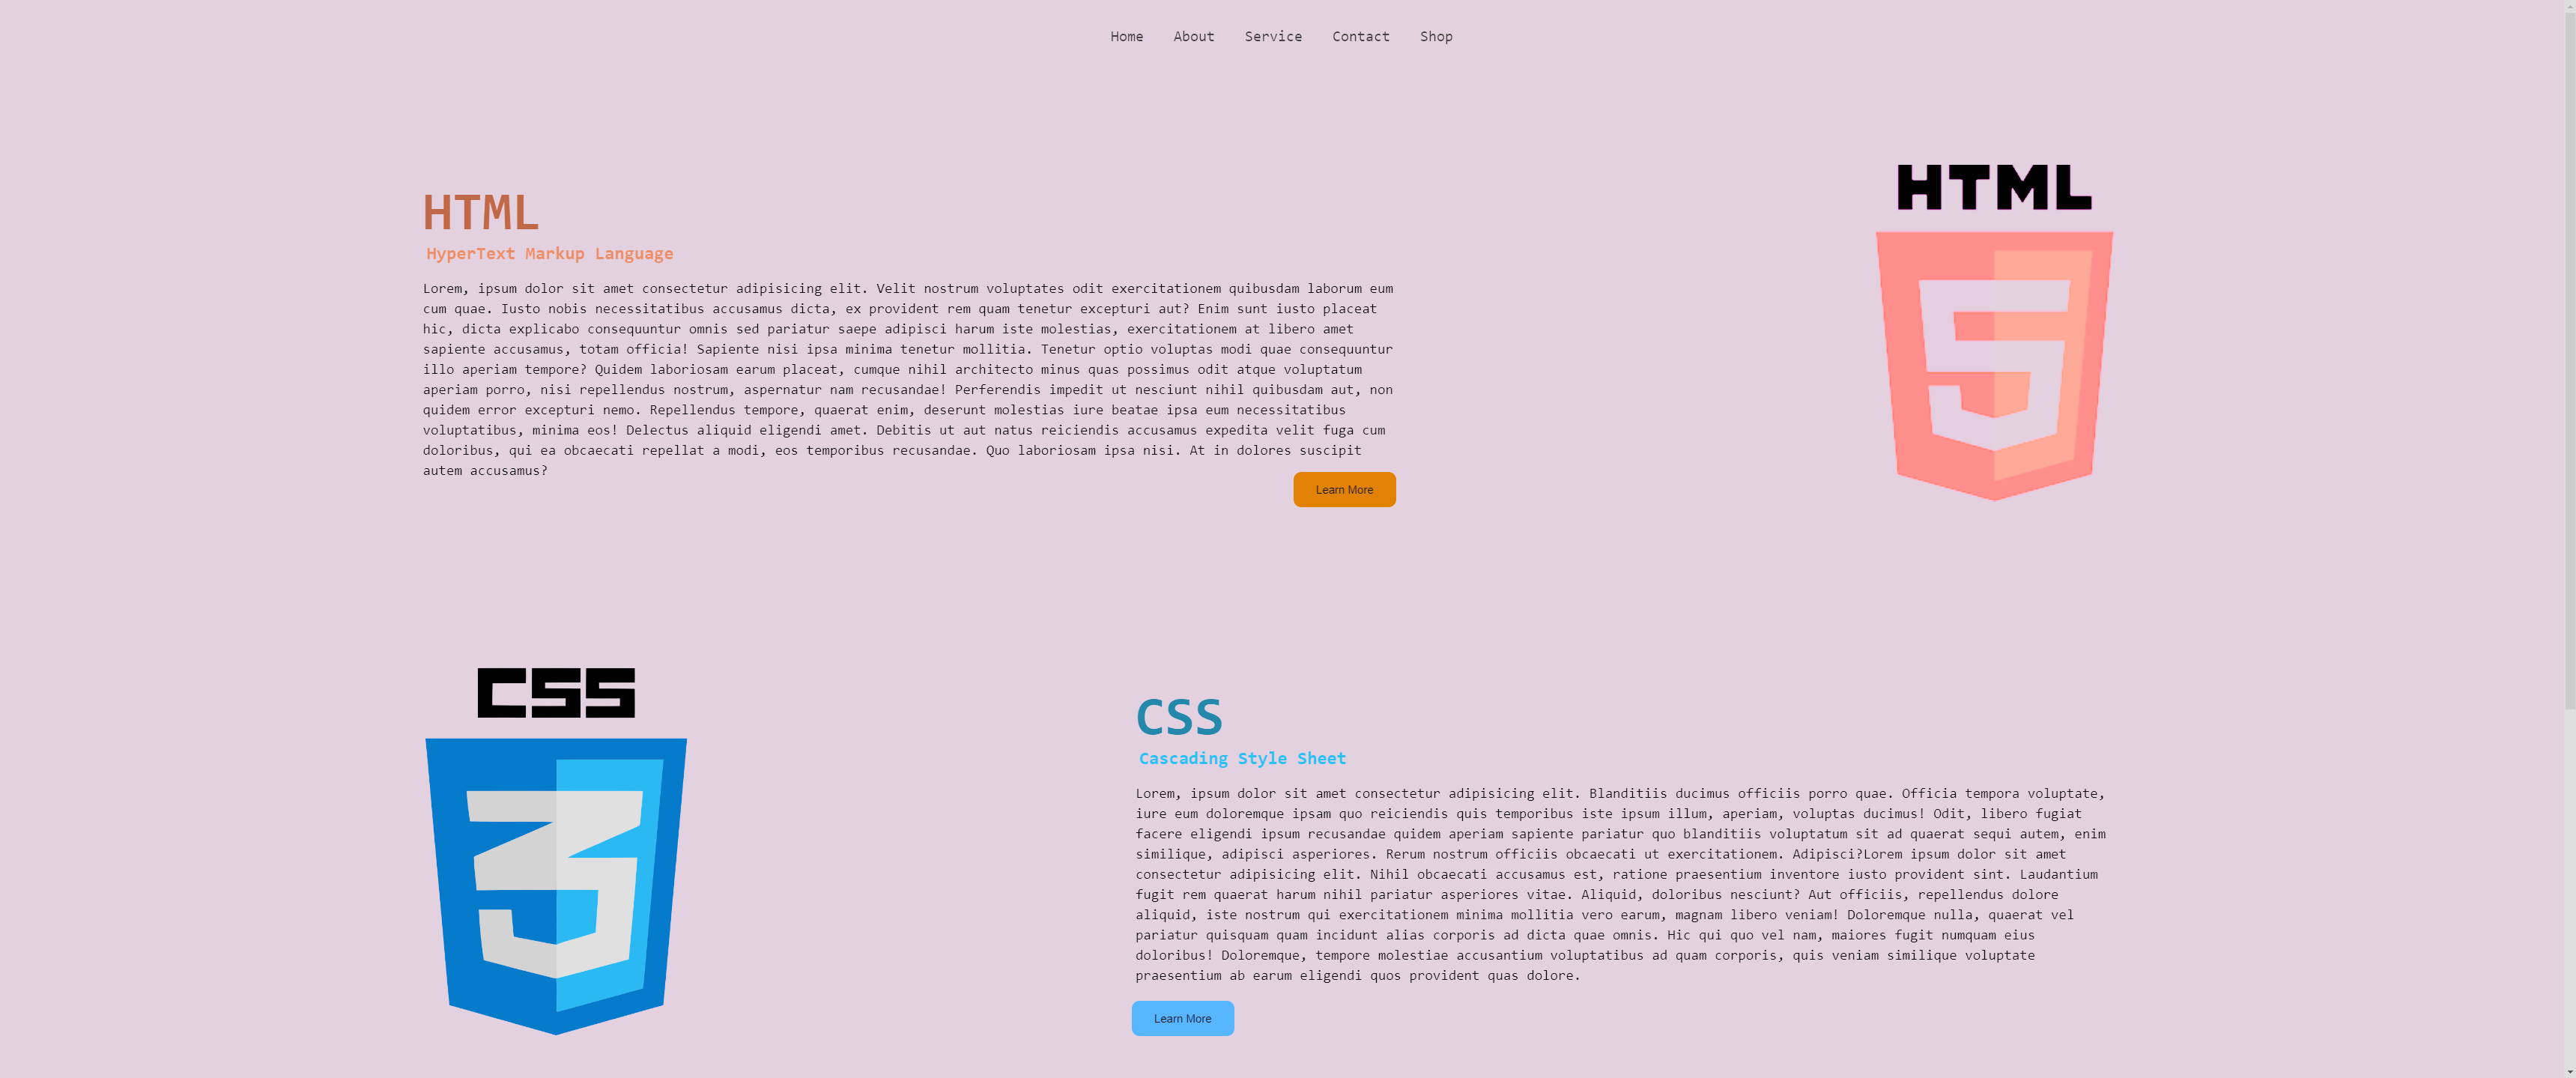 Home About Service Contact Shop
HTML
HTML
HyperText Markup Language
Lorem, ipsum dolor sit amet consectetur adipisicing elit. Velit nostrum voluptates odit exercitationem quibusdam laborum eum
cum quae. Iusto nobis necessitatibus accusamus dicta, ex provident rem quam tenetur excepturi aut? Enim sunt iusto placeat
hic, dicta explicabo consequuntur omnis sed pariatur saepe adipisci harum iste molestias, exercitationem at libero amet
sapiente accusamus, totam officia! Sapiente nisi ipsa minima tenetur mollitia. Tenetur optio voluptas modi quae consequuntur
illo aperiam tempore? Quidem laboriosam earum placeat, cumque nihil architecto minus quas possimus odit atque voluptatum
aperiam porro, nisi repellendus nostrum, aspernatur nam recusandae! Perferendis impedit ut nesciunt nihil quibusdam aut, non
quidem error excepturi nemo. Repellendus tempore, quaerat enim, deserunt molestias iure beatae ipsa eum necessitatibus
voluptatibus, minima eos! Delectus aliquid eligendi amet. Debitis ut aut natus reiciendis accusamus expedita velit fuga cum
doloribus, qui ea obcaecati repellat a modi, eos temporibus recusandae. Quo laboriosam ipsa nisi. At in dolores suscipit
autem accusamus?
Learn More
5
CSS
3
CSS
Cascading Style Sheet
Lorem, ipsum dolor sit amet consectetur adipisicing elit. Blanditiis ducimus officiis porro quae. Officia tempora voluptate,
iure eum doloremque ipsam quo reiciendis quis temporibus iste ipsum illum, aperiam, voluptas ducimus! Odit, libero fugiat
facere eligendi ipsum recusandae quidem aperiam sapiente pariatur quo blanditiis voluptatum sit ad quaerat sequi autem, enim
similique, adipisci asperiores. Rerum nostrum officiis obcaecati ut exercitationem. Adipisci?Lorem ipsum dolor sit amet
consectetur adipisicing elit. Nihil obcaecati accusamus est, ratione praesentium inventore iusto provident sint. Laudantium
fugit rem quaerat harum nihil pariatur asperiores vitae. Aliquid, doloribus nesciunt? Aut officiis, repellendus dolore
aliquid, iste nostrum qui exercitationem minima mollitia vero earum, magnam libero veniam! Doloremque nulla, quaerat vel
pariatur quisquam quam incidunt alias corporis ad dicta quae omnis. Hic qui quo vel nam, maiores fugit numquam eius
doloribus! Doloremque, tempore molestiae accusantium voluptatibus ad quam corporis, quis veniam similique voluptate
praesentium ab earum eligendi quos provident quas dolore.
Learn More